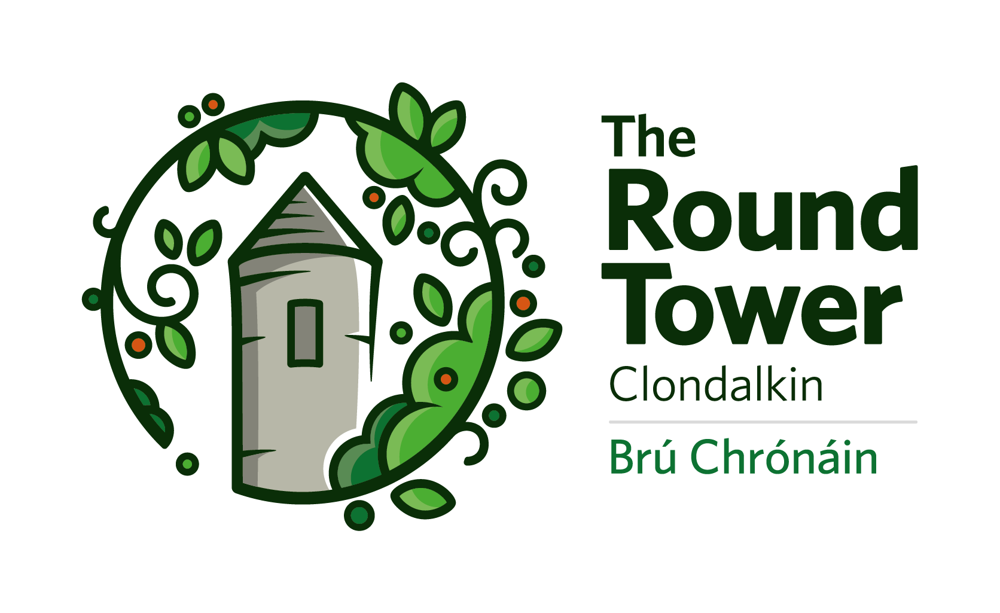 The
Round
Tower
Clondalkin
Brú Chrónáin